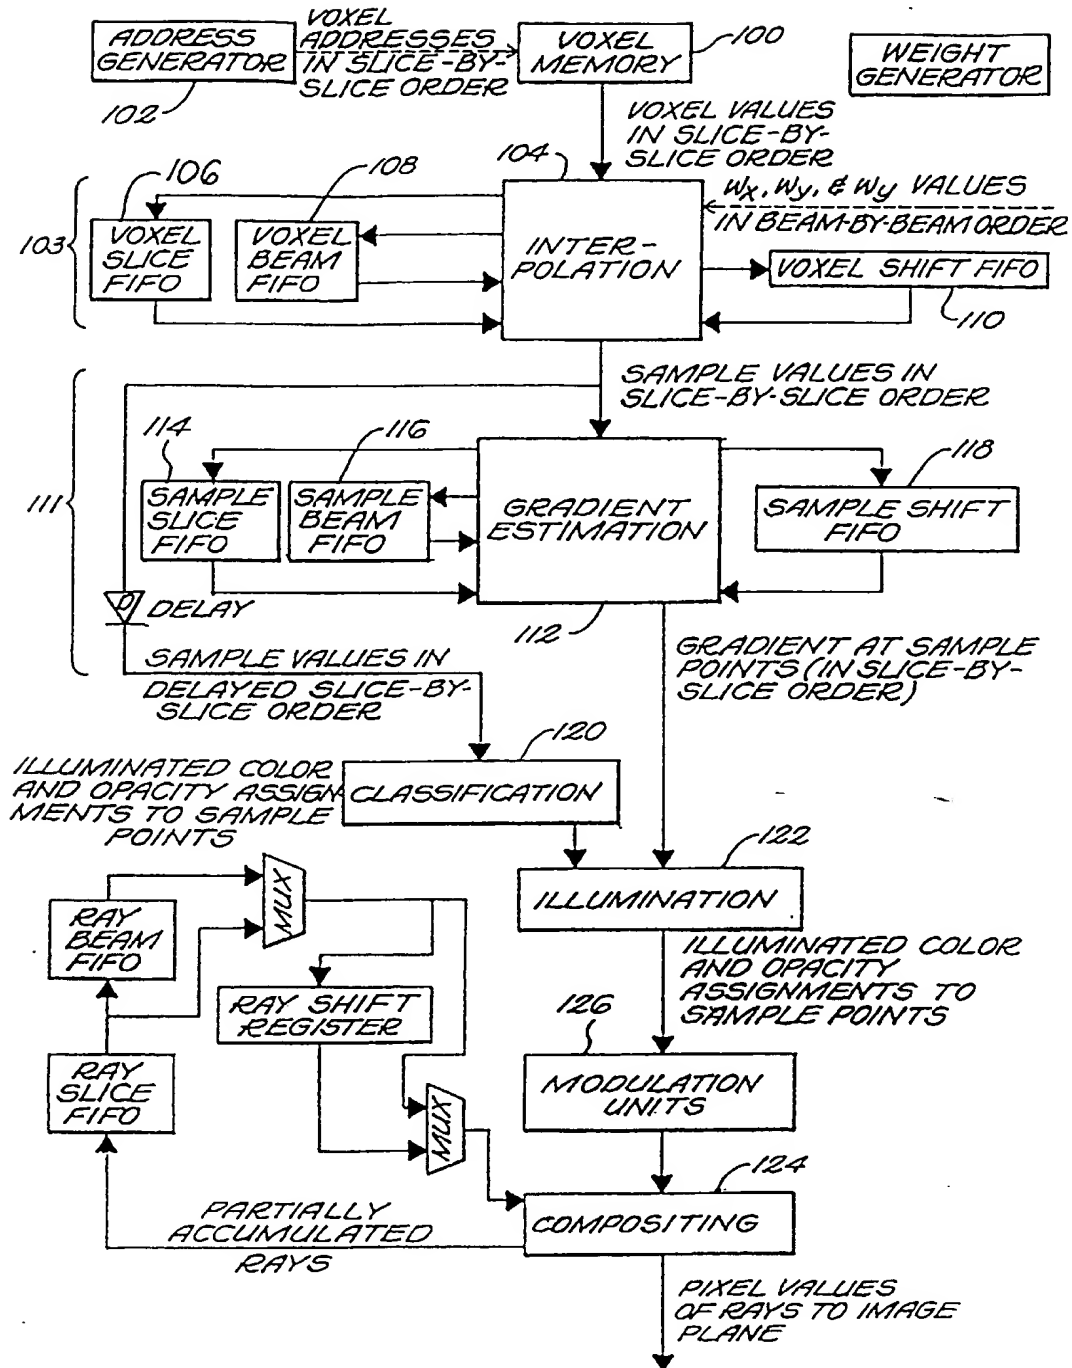 ADDRESS
GENERATOR
102
VOXEL
ADDRESSES
IN SLICE-BY-
SLICE ORDER
VOXEL
MEMORY
100
WEIGHT
GENERATOR
VOXEL VALUES
IN SLICE-BY-
SLICE ORDER
103
106
VOXEL
SLICE
FIFO
108
VOXEL
BEAM
FIFO
104
INTER-
POLATION
Wx, Wy, & Wy VALUES
IN BEAM-BY-BEAM ORDER
VOXEL SHIFT FIFO
110
SAMPLE VALUES IN
SLICE-BY-SLICE ORDER
111
114
SAMPLE
SLICE
FIFO
116
SAMPLE
BEAM
FIFO
GRADIENT
ESTIMATION
112
118
SAMPLE SHIFT
FIFO
D
DELAY
SAMPLE VALUES IN
DELAYED SLICE-BY-
SLICE ORDER
GRADIENT AT SAMPLE
POINTS (IN SLICE-BY-
SLICE ORDER)
120
CLASSIFICATION
ILLUMINATED COLOR
AND OPACITY ASSIGN-
MENTS TO SAMPLE
POINTS
122
ILLUMINATION
ILLUMINATED COLOR
AND OPACITY
ASSIGNMENTS TO
SAMPLE POINTS
RAY
BEAM
FIFO
MUX
RAY SHIFT
REGISTER
RAY
SLICE
FIFO
MUX
126
MODULATION
UNITS
124
COMPOSITING
PARTIALLY
ACCUMULATED
RAYS
PIXEL VALUES
OF RAYS TO IMAGE
PLANE